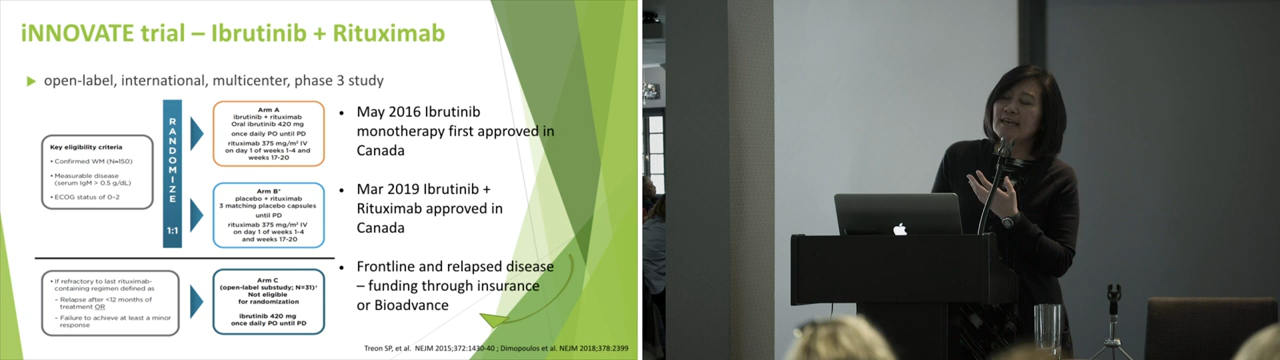 iNNOVATE trial – Ibrutinib + Rituximab
open-label, international, multicenter, phase 3 study
Key eligibility criteria
• Confirmed WM (N=150)
• Measurable disease
(serum IgM > 0.5 g/dL)
• ECOG status of 0–2
RANDOMIZE
1:1
Arm A
ibrutinib + rituximab
Oral ibrutinib 420 mg
once daily PO until PD
rituximab 375 mg/m² IV
on day 1 of weeks 1-4 and
weeks 17-20
Arm B*
placebo + rituximab
3 matching placebo capsules
until PD
rituximab 375 mg/m² IV
on day 1 of weeks 1-4
and weeks 17-20
• If refractory to last rituximab-
containing regimen defined as
– Relapse after <12 months of
treatment OR
– Failure to achieve at least a minor
response
Arm C
(open-label substudy; N=31)†
Not eligible
for randomization
ibrutinib 420 mg
once daily PO until PD
• May 2016 Ibrutinib
monotherapy first approved in
Canada
• Mar 2019 Ibrutinib +
Rituximab approved in
Canada
• Frontline and relapsed disease
– funding through insurance
or Bioadvance
Treon SP, et al. NEJM 2015;372:1430-40 ; Dimopoulos et al. NEJM 2018;378:2399